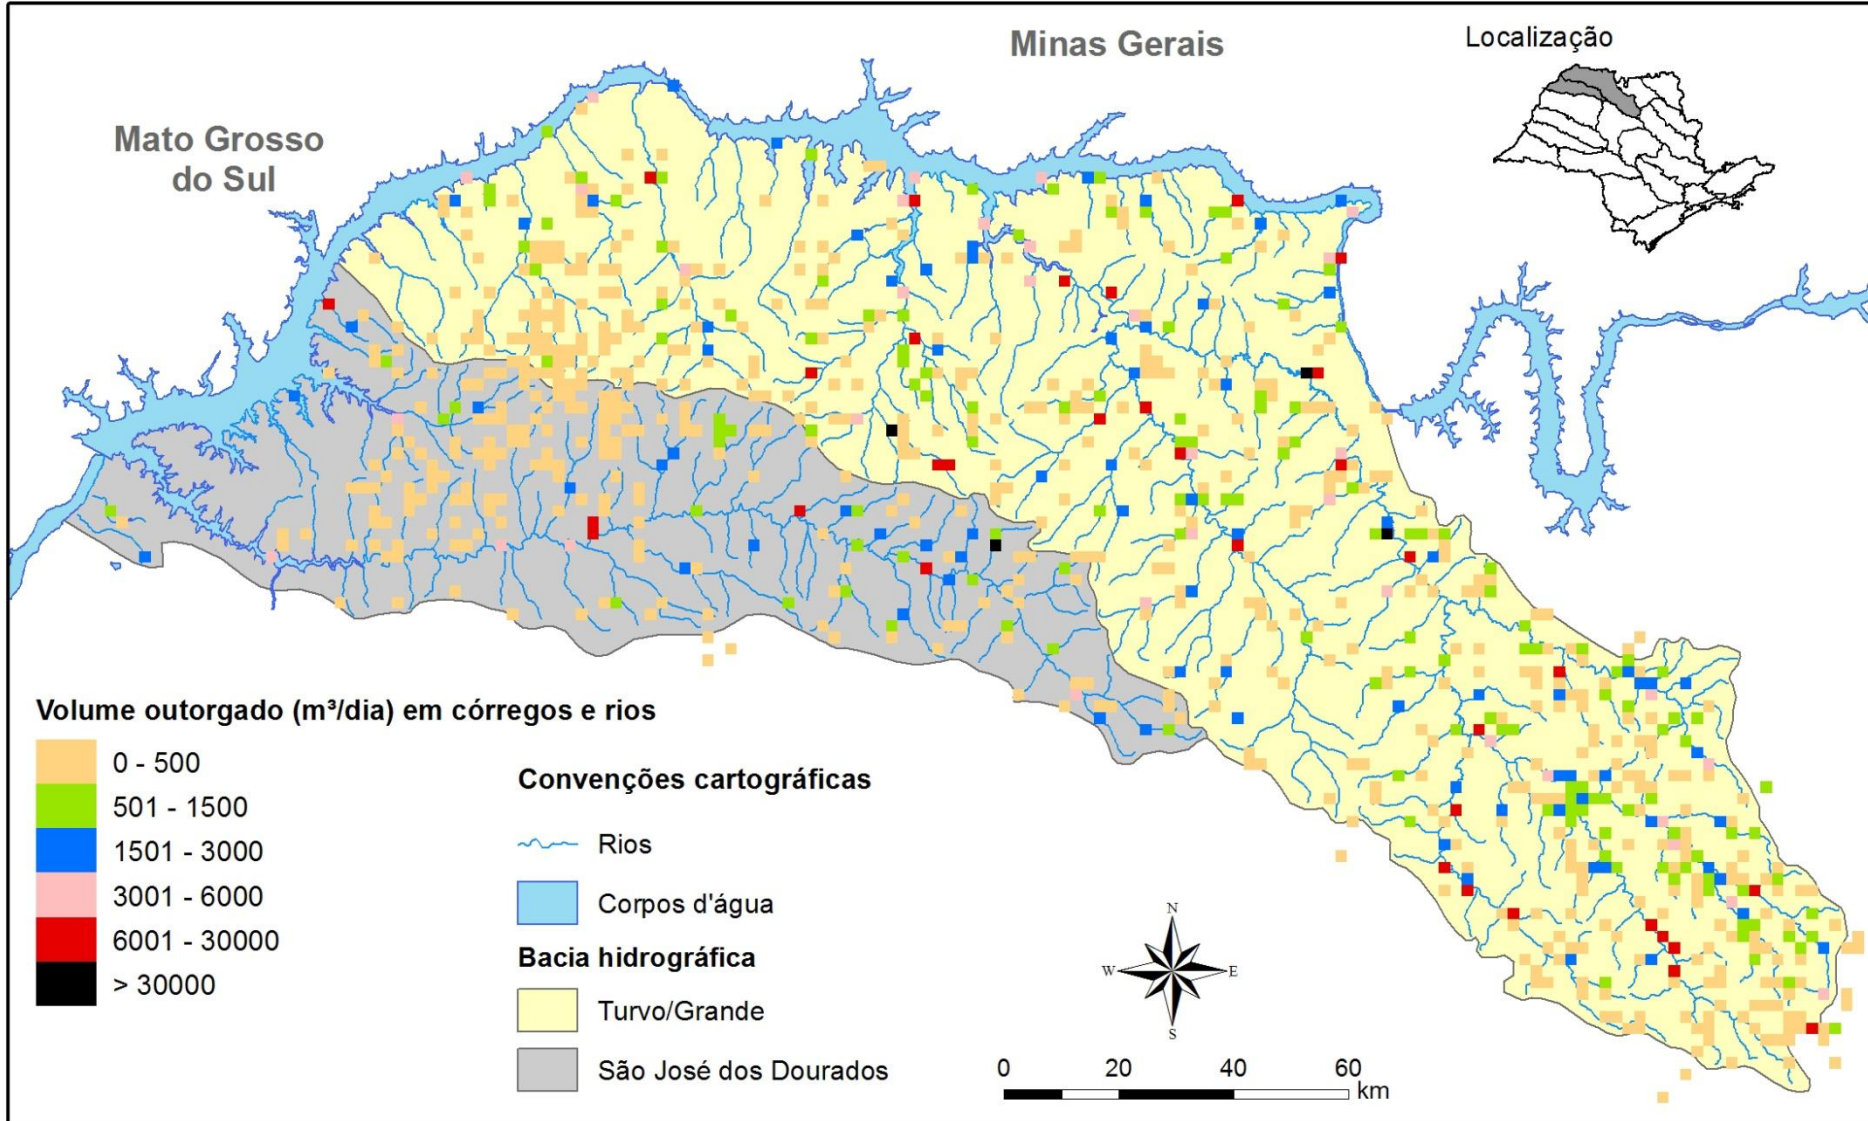 Minas Gerais
Localização
Mato Grosso
do Sul
Volume outorgado (m³/dia) em córregos e rios
0 - 500
501 - 1500
1501 - 3000
3001 - 6000
6001 - 30000
> 30000
Convenções cartográficas
Rios
Corpos d'água
Bacia hidrográfica
Turvo/Grande
São José dos Dourados
N
W
E
S
0 20 40 60
km